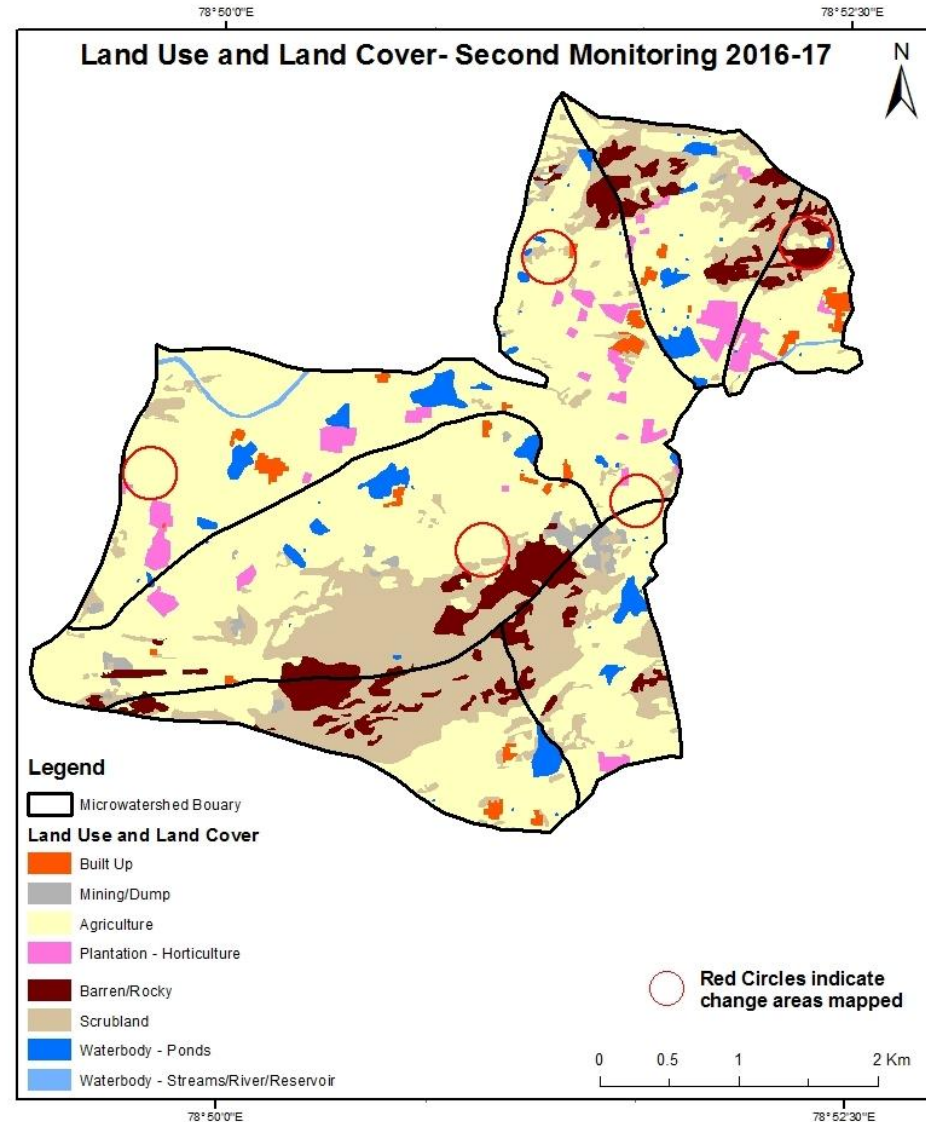 78°50'0"E
78°52'30"E
Land Use and Land Cover- Second Monitoring 2016-17
N
Legend
Microwatershed Bouary
Land Use and Land Cover
Built Up
Mining/Dump
Agriculture
Plantation - Horticulture
Barren/Rocky
Scrubland
Waterbody - Ponds
Waterbody - Streams/River/Reservoir
Red Circles indicate
change areas mapped
0 0.5 1 2 Km
78°50'0"E
78°52'30"E